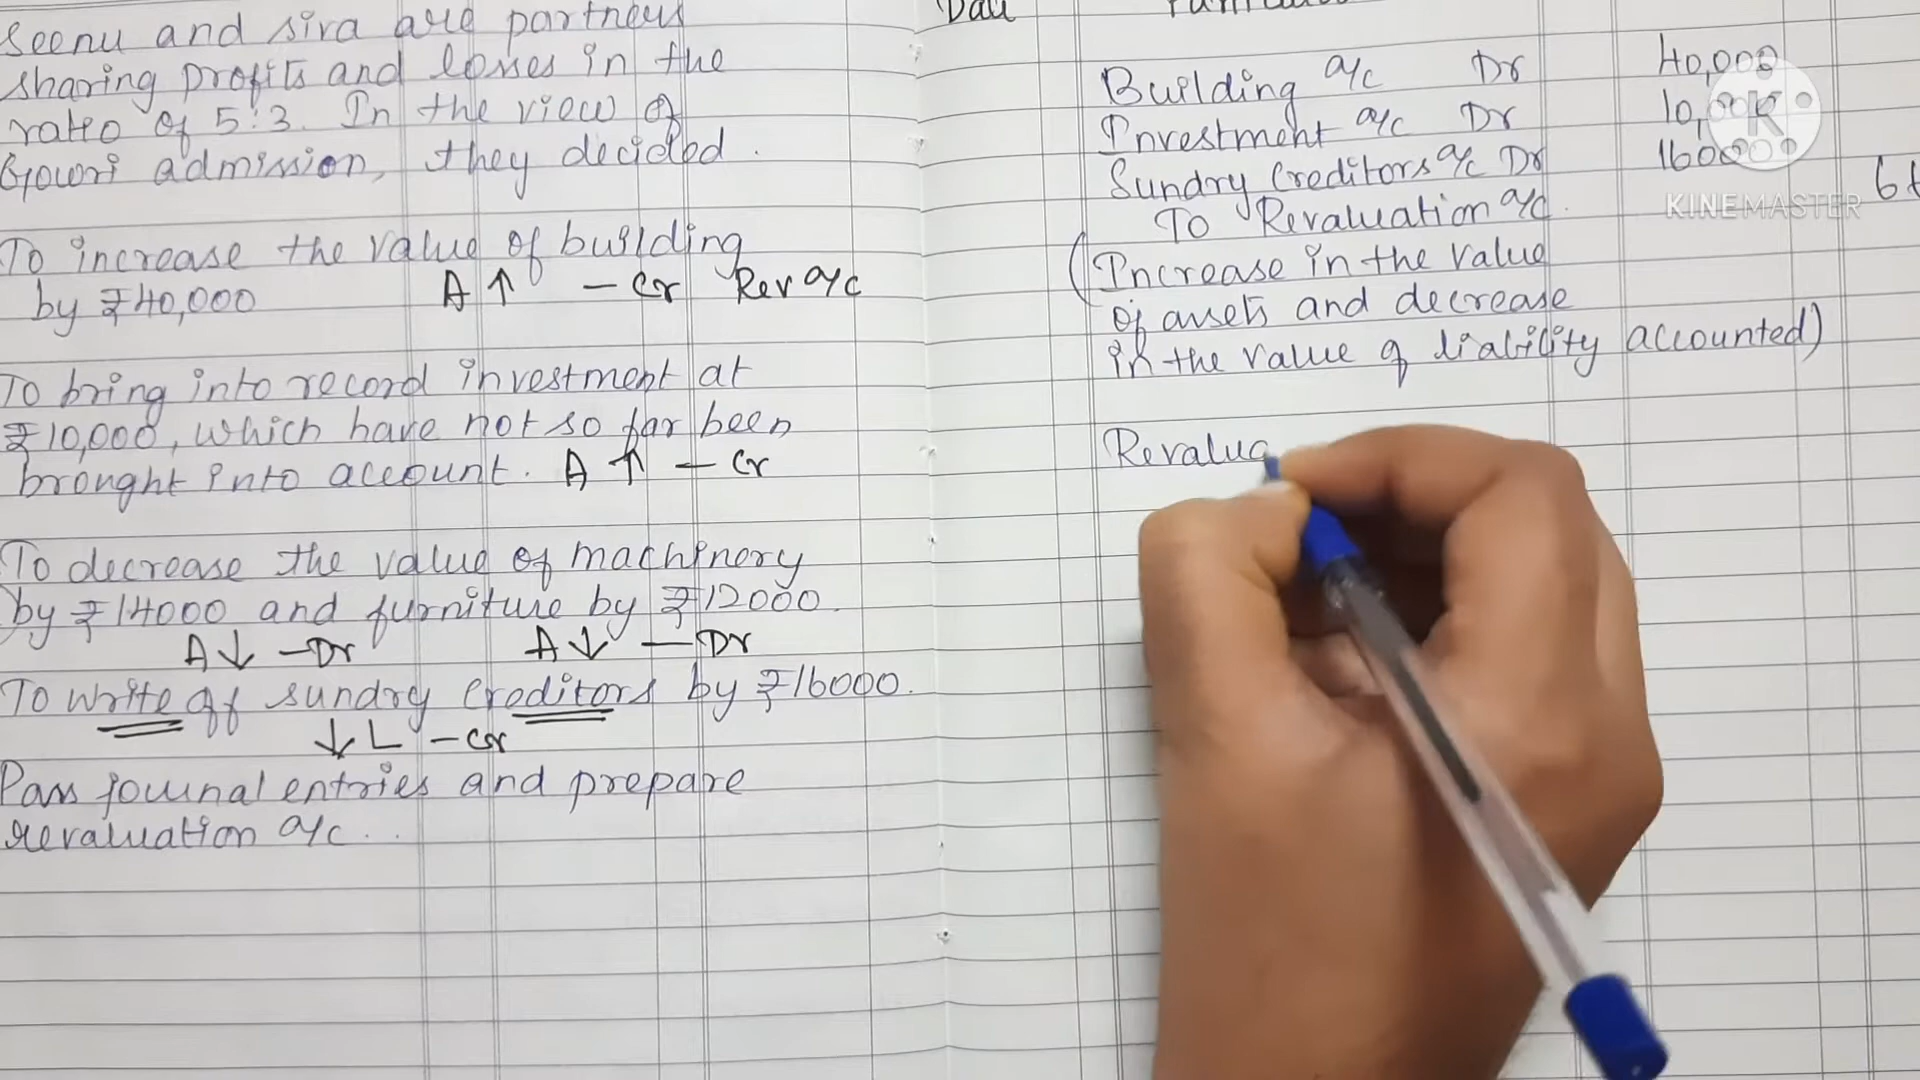 Seenu and siva are partners
sharing profits and losses in the
ratio of 5:3. In the view of
Gowri admission, they decided.
To increase the value of building
by ₹40,000 A ↑ - Cr Rev a/c
To bring into record investment at
₹10,000, which have not so far been
brought into account. A ↑ - Cr
To decrease the value of machinery
by ₹14000 and furniture by ₹12000.
A ↓ - Dr A ↓ - Dr
To write off sundry creditors by ₹16000.
↓ L - Cr
Pass journal entries and prepare
revaluation a/c..
Date
Building a/c Dr 40,000
Investment a/c Dr
Sundry Creditors a/c Dr
To Revaluation a/c.
(Increase in the value
of assets and decrease
in the value of liability accounted)
Revalua
K
KINEMASTER